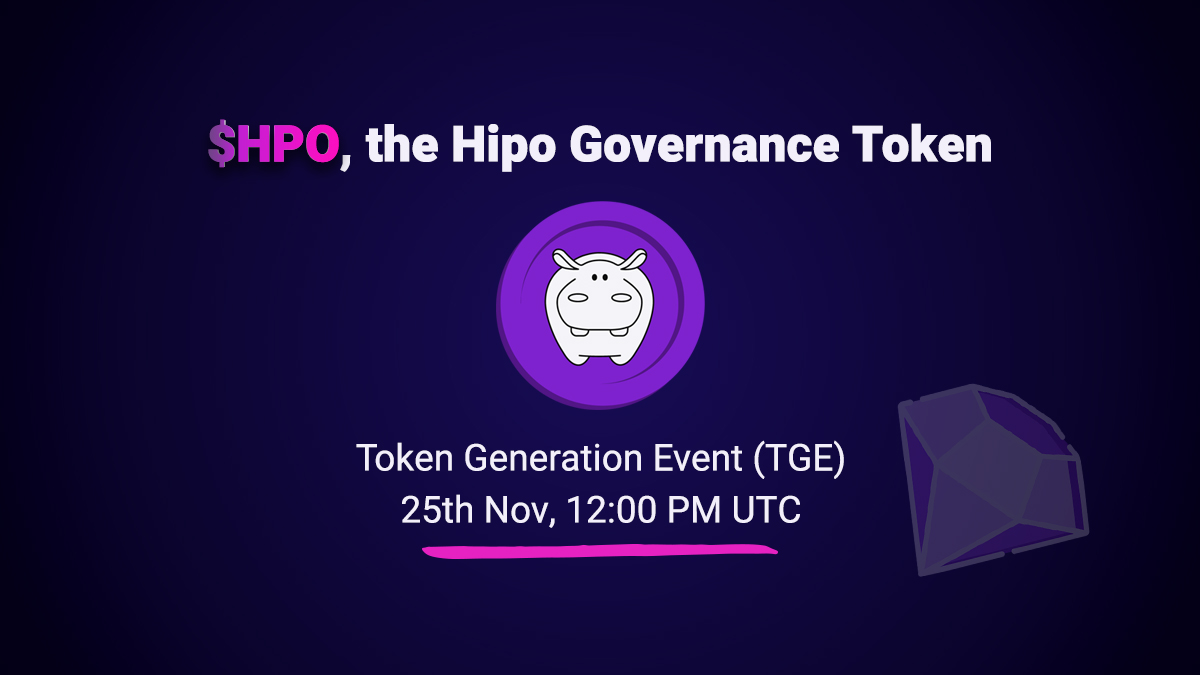 $HPO, the Hipo Governance Token
Token Generation Event (TGE)
25th Nov, 12:00 PM UTC